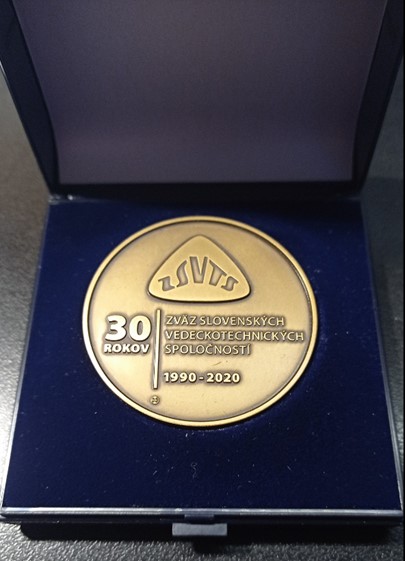 ZSVTS
30
ROKOV
ZVÄZ SLOVENSKÝCH
VEDECKOTECHNICKÝCH
SPOLOČNOSTÍ
1990 - 2020